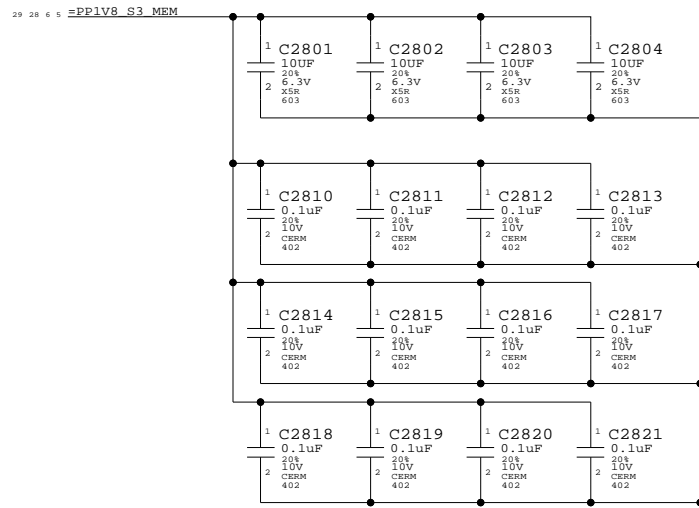 29 28 6 5 =PP1V8_S3_MEM
1 C2801
10UF
20%
6.3V
2 X5R
603
1 C2802
10UF
20%
6.3V
2 X5R
603
1 C2803
10UF
20%
6.3V
2 X5R
603
1 C2804
10UF
20%
6.3V
2 X5R
603
1 C2810
0.1uF
20%
10V
2 CERM
402
1 C2811
0.1uF
20%
10V
2 CERM
402
1 C2812
0.1uF
20%
10V
2 CERM
402
1 C2813
0.1uF
20%
10V
2 CERM
402
1 C2814
0.1uF
20%
10V
2 CERM
402
1 C2815
0.1uF
20%
10V
2 CERM
402
1 C2816
0.1uF
20%
10V
2 CERM
402
1 C2817
0.1uF
20%
10V
2 CERM
402
1 C2818
0.1uF
20%
10V
2 CERM
402
1 C2819
0.1uF
20%
10V
2 CERM
402
1 C2820
0.1uF
20%
10V
2 CERM
402
1 C2821
0.1uF
20%
10V
2 CERM
402